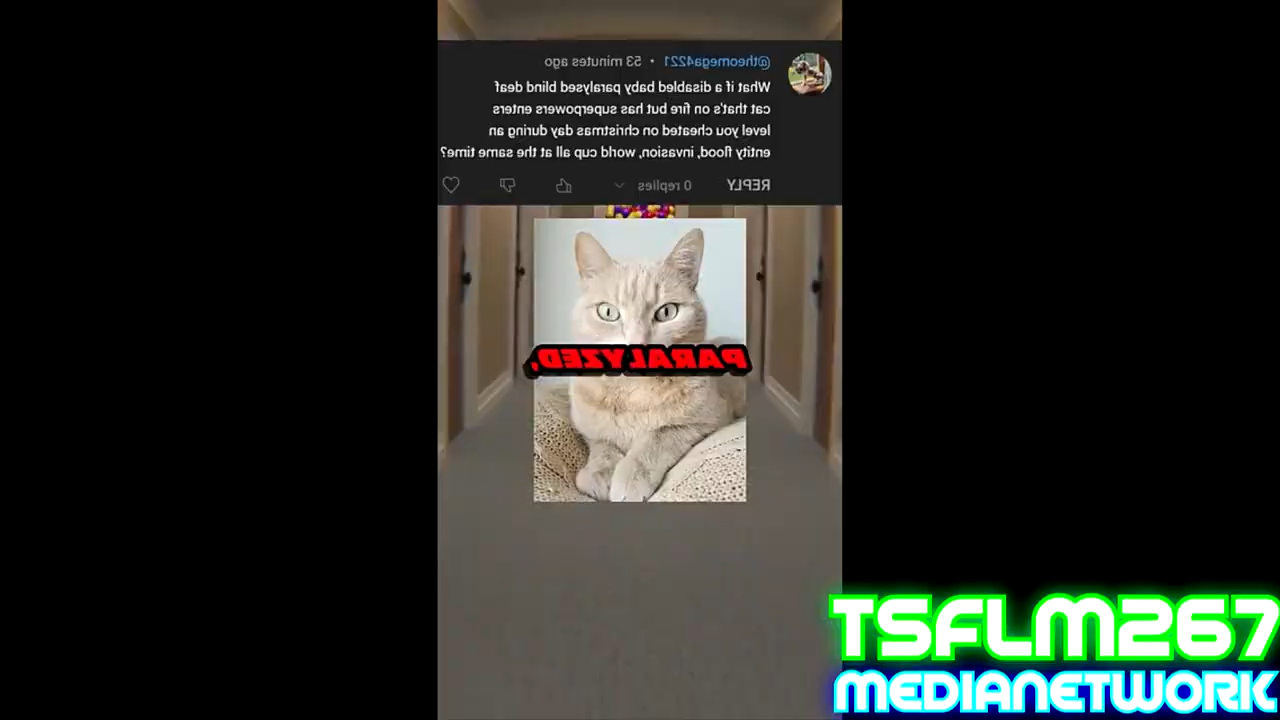 @theomega4221 • 53 minutes ago
What if a disabled baby paralysed blind deaf
cat that's on fire but has superpowers enters
level you cheated on christmas day during an
entity flood, invasion, world cup all at the same time?
REPLY 0 replies
PARALYZED,
TSFLM267
MEDIANETWORK